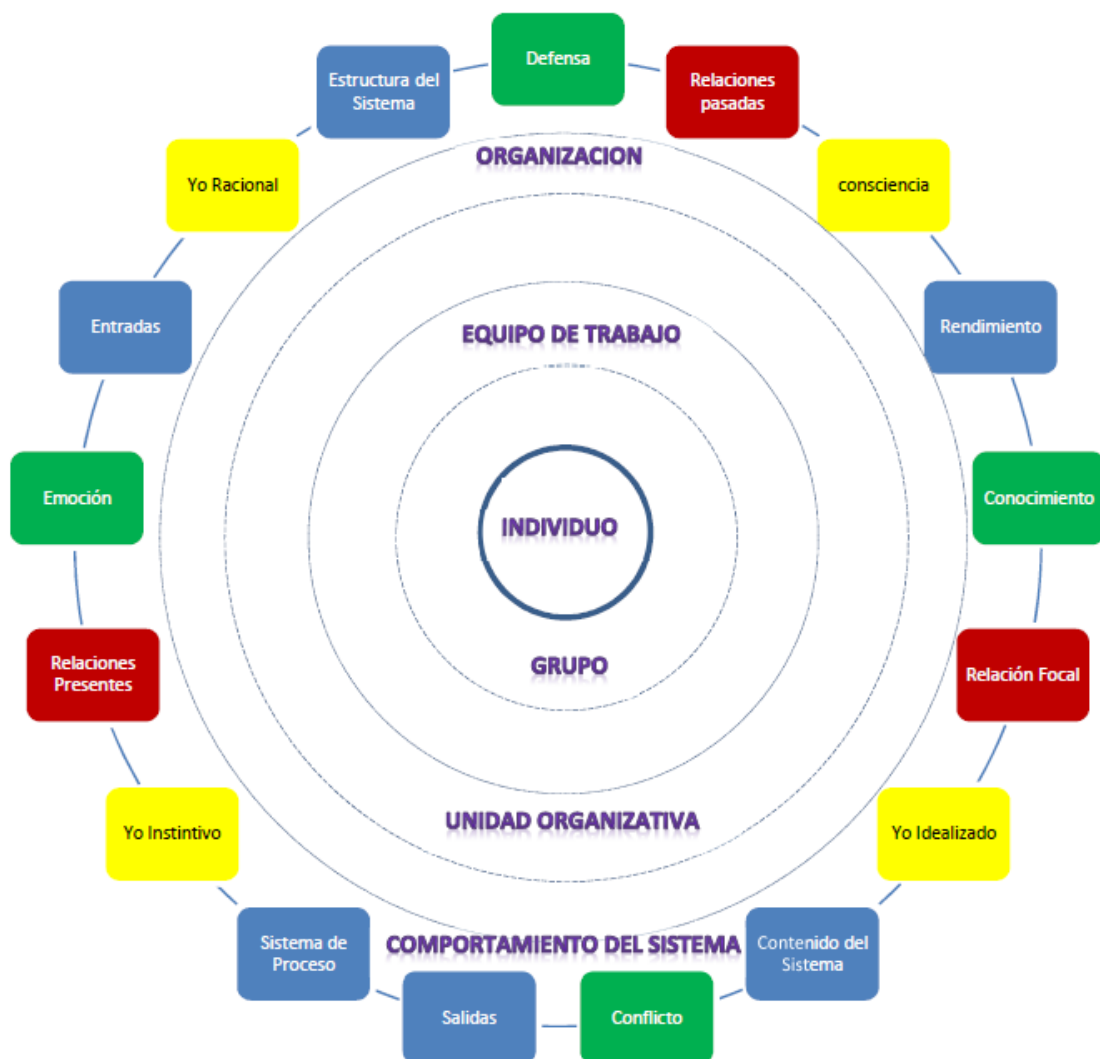 Defensa
Estructura del
Sistema
Relaciones
pasadas
ORGANIZACION
Yo Racional
consciencia
Entradas
EQUIPO DE TRABAJO
Rendimiento
Emoción
INDIVIDUO
Conocimiento
Relaciones
Presentes
GRUPO
Relación Focal
Yo Instintivo
UNIDAD ORGANIZATIVA
Yo Idealizado
Sistema de
Proceso
COMPORTAMIENTO DEL SISTEMA
Contenido del
Sistema
Salidas
Conflicto